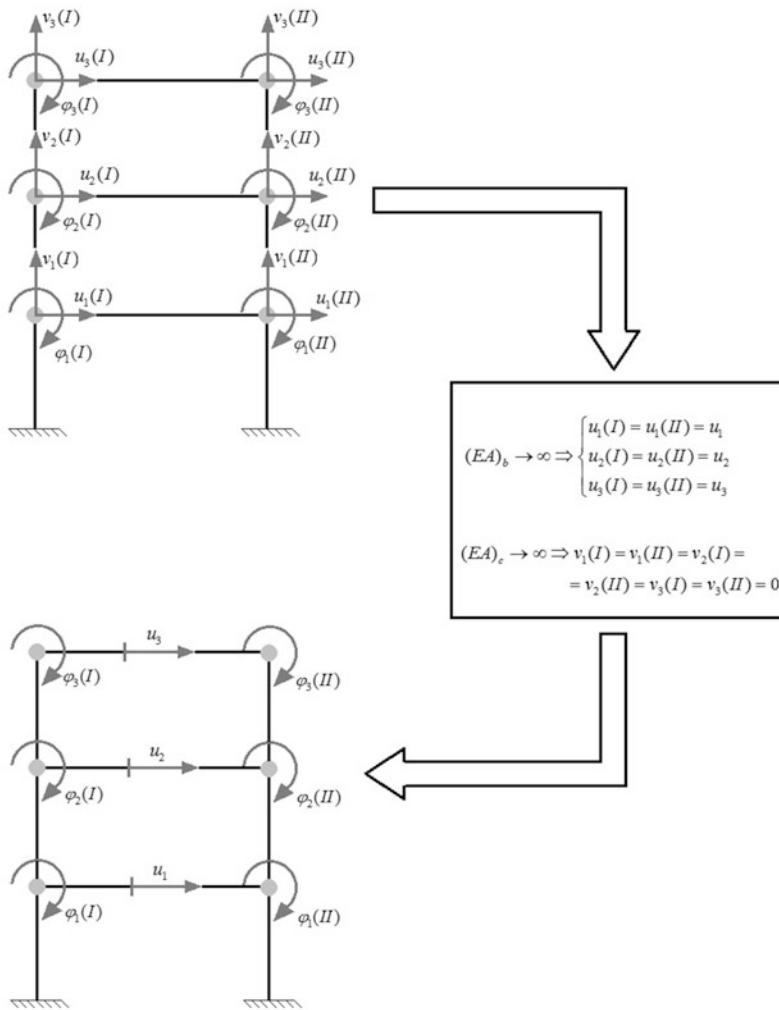 v₃(I) v₃(II)
u₃(I) u₃(II)
φ₃(I) φ₃(II)
v₂(I) v₂(II)
u₂(I) u₂(II)
φ₂(I) φ₂(II)
v₁(I) v₁(II)
u₁(I) u₁(II)
φ₁(I) φ₁(II)
u₁(I) = u₁(II) = u₁
(EA)_b → ∞ ⇒ { u₂(I) = u₂(II) = u₂
u₃(I) = u₃(II) = u₃
(EA)_c → ∞ ⇒ v₁(I) = v₁(II) = v₂(I) =
= v₂(II) = v₃(I) = v₃(II) = 0
u₃
φ₃(I) φ₃(II)
u₂
φ₂(I) φ₂(II)
u₁
φ₁(I) φ₁(II)